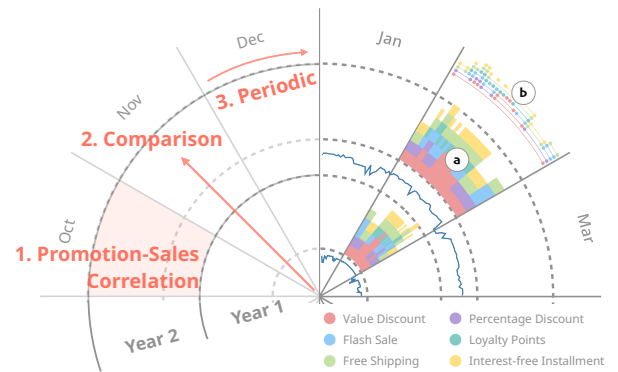 Dec
Jan
Nov
3. Periodic
b
2. Comparison
a
Oct
Mar
1. Promotion-Sales
Correlation
Year 1
Year 2
Value Discount
Percentage Discount
Flash Sale
Loyalty Points
Free Shipping
Interest-free Installment